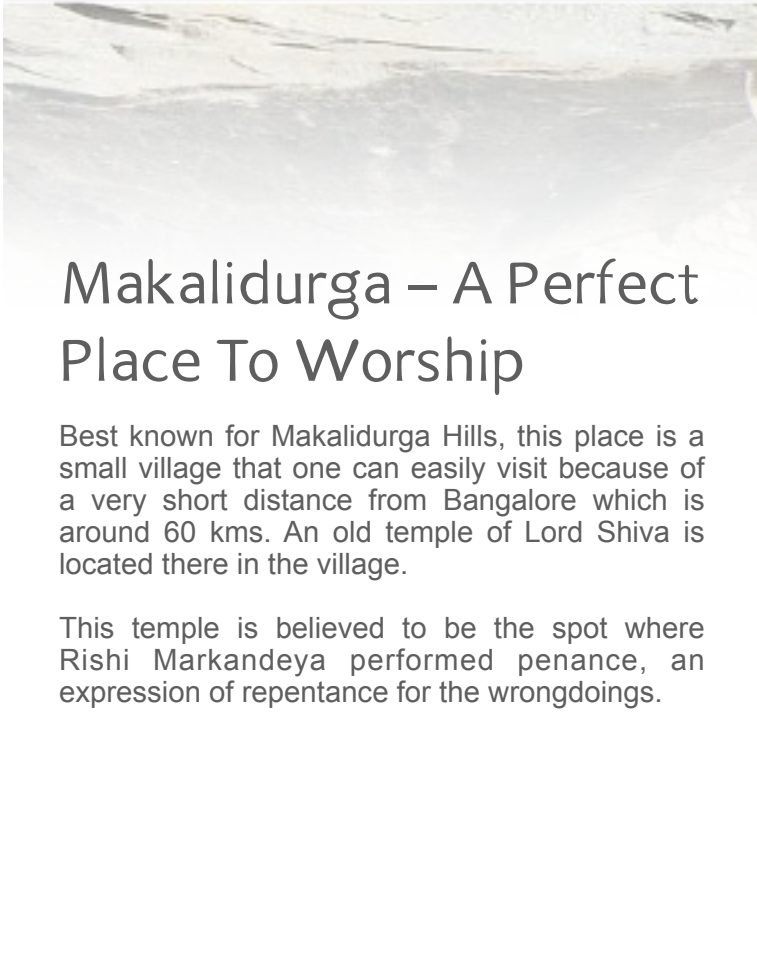 Makalidurga – A Perfect
Place To Worship
Best known for Makalidurga Hills, this place is a
small village that one can easily visit because of
a very short distance from Bangalore which is
around 60 kms. An old temple of Lord Shiva is
located there in the village.
This temple is believed to be the spot where
Rishi Markandeya performed penance, an
expression of repentance for the wrongdoings.